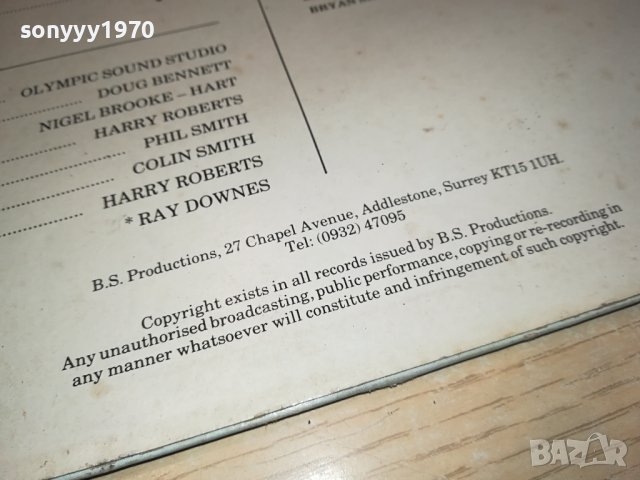 sonyyy1970
BRYAN
OLYMPIC SOUND STUDIO
DOUG BENNETT
NIGEL BROOKE – HART
HARRY ROBERTS
PHIL SMITH
COLIN SMITH
HARRY ROBERTS
* RAY DOWNES
B.S. Productions, 27 Chapel Avenue, Addlestone, Surrey KT15 1UH.
Tel: (0932) 47095
Copyright exists in all records issued by B.S. Productions.
Any unauthorised broadcasting, public performance, copying or re-recording in
any manner whatsoever will constitute and infringement of such copyright.
BAZAR